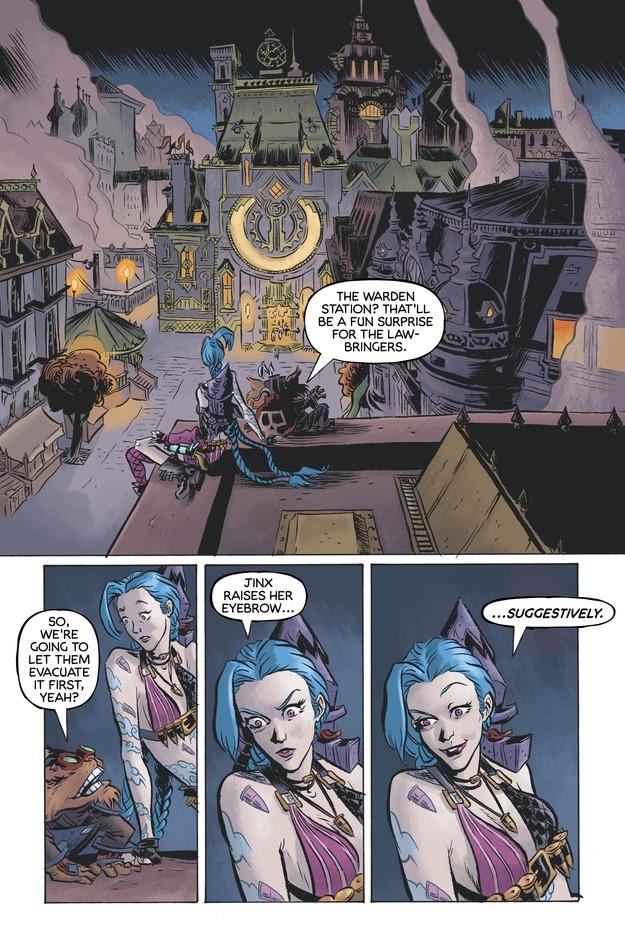 THE WARDEN
STATION? THAT'LL
BE A FUN SURPRISE
FOR THE LAW-
BRINGERS.
SO,
WE'RE
GOING TO
LET THEM
EVACUATE
IT FIRST,
YEAH?
JINX
RAISES HER
EYEBROW...
...SUGGESTIVELY.